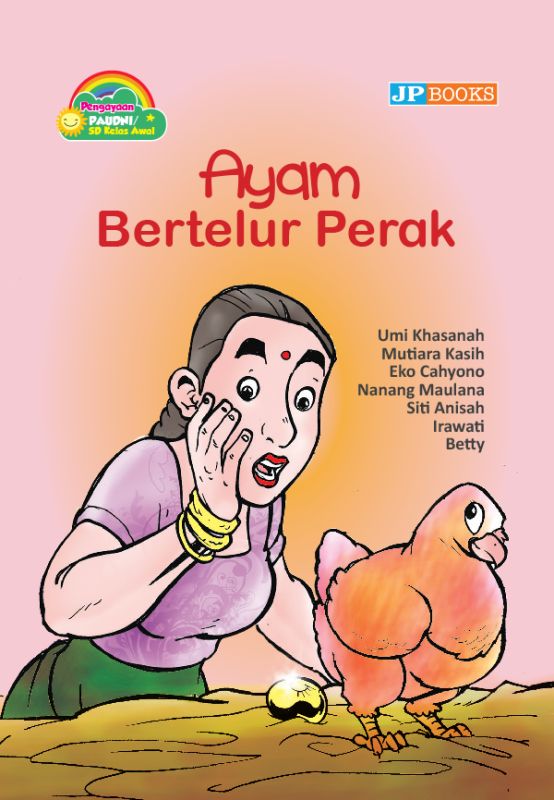 Pengayaan
PAUDNI/
SD Kelas Awal
JP BOOKS
Ayam
Bertelur Perak
Umi Khasanah
Mutiara Kasih
Eko Cahyono
Nanang Maulana
Siti Anisah
Irawati
Betty